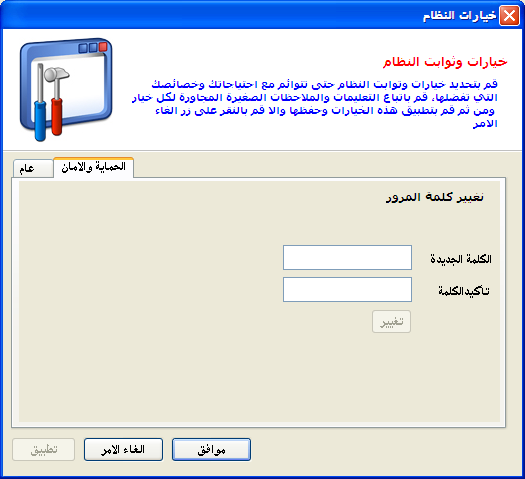 خيارات النظام
خيارات وثوابت النظام
قم بتحديد خيارات وثوابت النظام حتى تتوائم مع احتياجاتك وخصائصك
التي تفضلها، قم باتباع التعليمات والملاحظات الصغيرة المجاورة لكل خيار
ومن ثم قم بتطبيق هذة الخيارات وحفظها والا قم بالنقر على زر الغاء
الامر
الحماية والامان
عام
تغيير كلمة المرور
الكلمة الجديدة
تاكيدالكلمة
تغيير
موافق
الغاء الامر
تطبيق